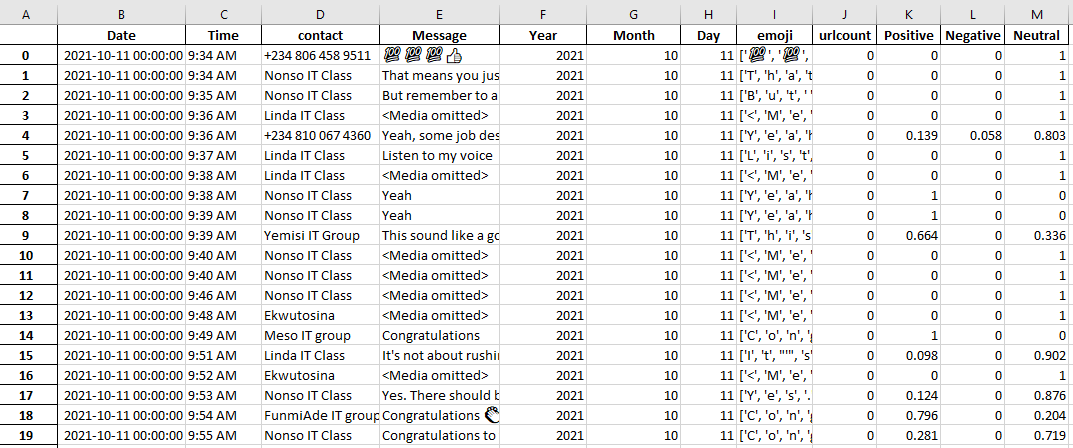 A B C D E F G H I J K L M
Date Time contact Message Year Month Day emoji urlcount Positive Negative Neutral
0 2021-10-11 00:00:00 9:34 AM +234 806 458 9511 💯 💯 💯 👍 2021 10 11 ['💯', '💯', 0 0 0 1
1 2021-10-11 00:00:00 9:34 AM Nonso IT Class That means you jus 2021 10 11 ['T', 'h', 'a', 't 0 0 0 1
2 2021-10-11 00:00:00 9:35 AM Nonso IT Class But remember to a 2021 10 11 ['B', 'u', 't', ' ' 0 0 0 1
3 2021-10-11 00:00:00 9:36 AM Linda IT Class <Media omitted> 2021 10 11 ['<', 'M', 'e', 0 0 0 1
4 2021-10-11 00:00:00 9:36 AM +234 810 067 4360 Yeah, some job des 2021 10 11 ['Y', 'e', 'a', 'h 0 0.139 0.058 0.803
5 2021-10-11 00:00:00 9:37 AM Linda IT Class Listen to my voice 2021 10 11 ['L', 'i', 's', 't', 0 0 0 1
6 2021-10-11 00:00:00 9:38 AM Linda IT Class <Media omitted> 2021 10 11 ['<', 'M', 'e', 0 0 0 1
7 2021-10-11 00:00:00 9:38 AM Nonso IT Class Yeah 2021 10 11 ['Y', 'e', 'a', 'h 0 1 0 0
8 2021-10-11 00:00:00 9:39 AM Nonso IT Class Yeah 2021 10 11 ['Y', 'e', 'a', 'h 0 1 0 0
9 2021-10-11 00:00:00 9:39 AM Yemisi IT Group This sound like a go 2021 10 11 ['T', 'h', 'i', 's 0 0.664 0 0.336
10 2021-10-11 00:00:00 9:40 AM Nonso IT Class <Media omitted> 2021 10 11 ['<', 'M', 'e', 0 0 0 1
11 2021-10-11 00:00:00 9:40 AM Nonso IT Class <Media omitted> 2021 10 11 ['<', 'M', 'e', 0 0 0 1
12 2021-10-11 00:00:00 9:46 AM Nonso IT Class <Media omitted> 2021 10 11 ['<', 'M', 'e', 0 0 0 1
13 2021-10-11 00:00:00 9:48 AM Ekwutosina <Media omitted> 2021 10 11 ['<', 'M', 'e', 0 0 0 1
14 2021-10-11 00:00:00 9:49 AM Meso IT group Congratulations 2021 10 11 ['C', 'o', 'n', 'g 0 1 0 0
15 2021-10-11 00:00:00 9:51 AM Linda IT Class It's not about rushi 2021 10 11 ['I', 't', "'", 's' 0 0.098 0 0.902
16 2021-10-11 00:00:00 9:52 AM Ekwutosina <Media omitted> 2021 10 11 ['<', 'M', 'e', 0 0 0 1
17 2021-10-11 00:00:00 9:53 AM Nonso IT Class Yes. There should b 2021 10 11 ['Y', 'e', 's', '. 0 0.124 0 0.876
18 2021-10-11 00:00:00 9:54 AM FunmiAde IT group Congratulations 👏 2021 10 11 ['C', 'o', 'n', 'g 0 0.796 0 0.204
19 2021-10-11 00:00:00 9:55 AM Nonso IT Class Congratulations to 2021 10 11 ['C', 'o', 'n', 'g 0 0.281 0 0.719